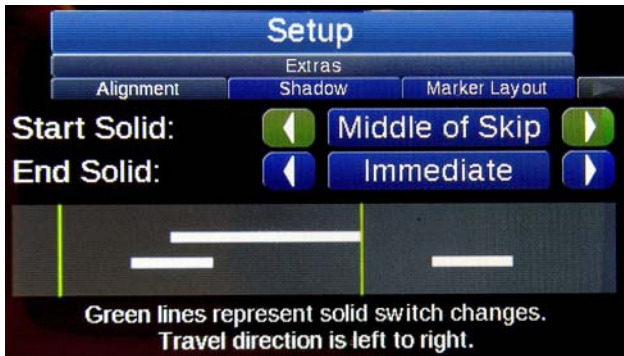 Setup
Extras
Alignment Shadow Marker Layout
Start Solid: Middle of Skip
End Solid: Immediate
Green lines represent solid switch changes.
Travel direction is left to right.